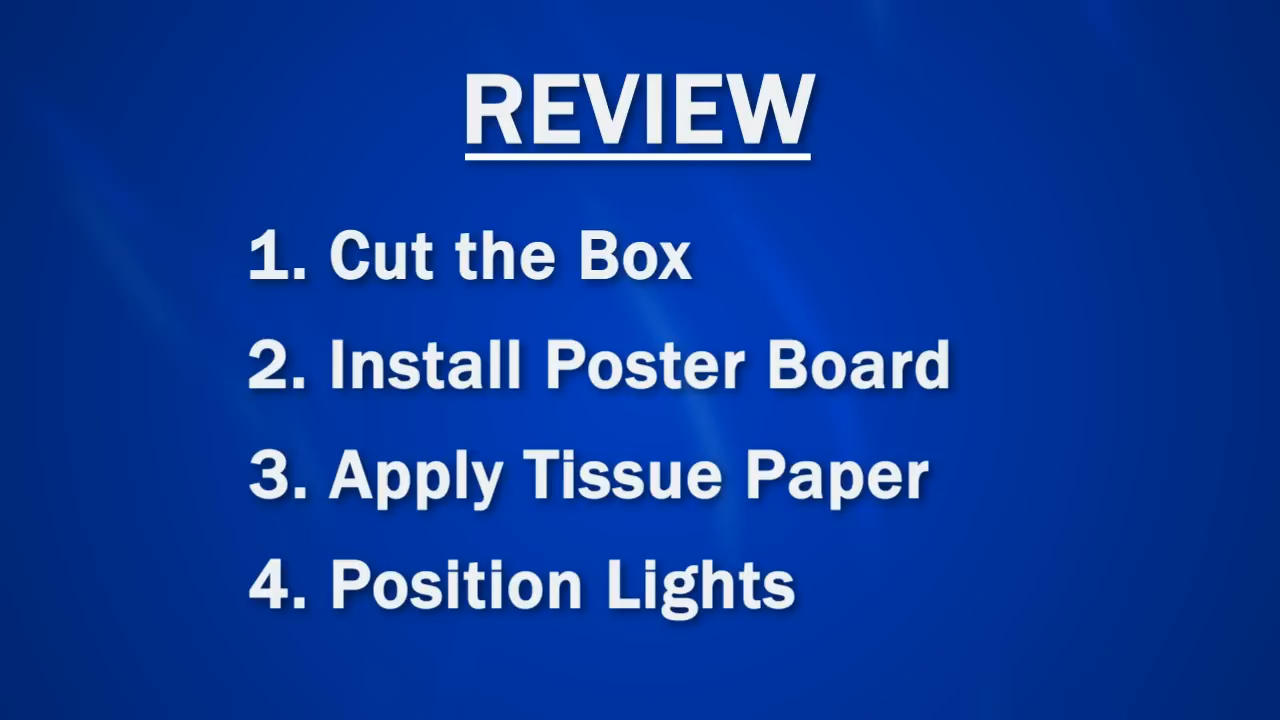 REVIEW
1. Cut the Box
2. Install Poster Board
3. Apply Tissue Paper
4. Position Lights